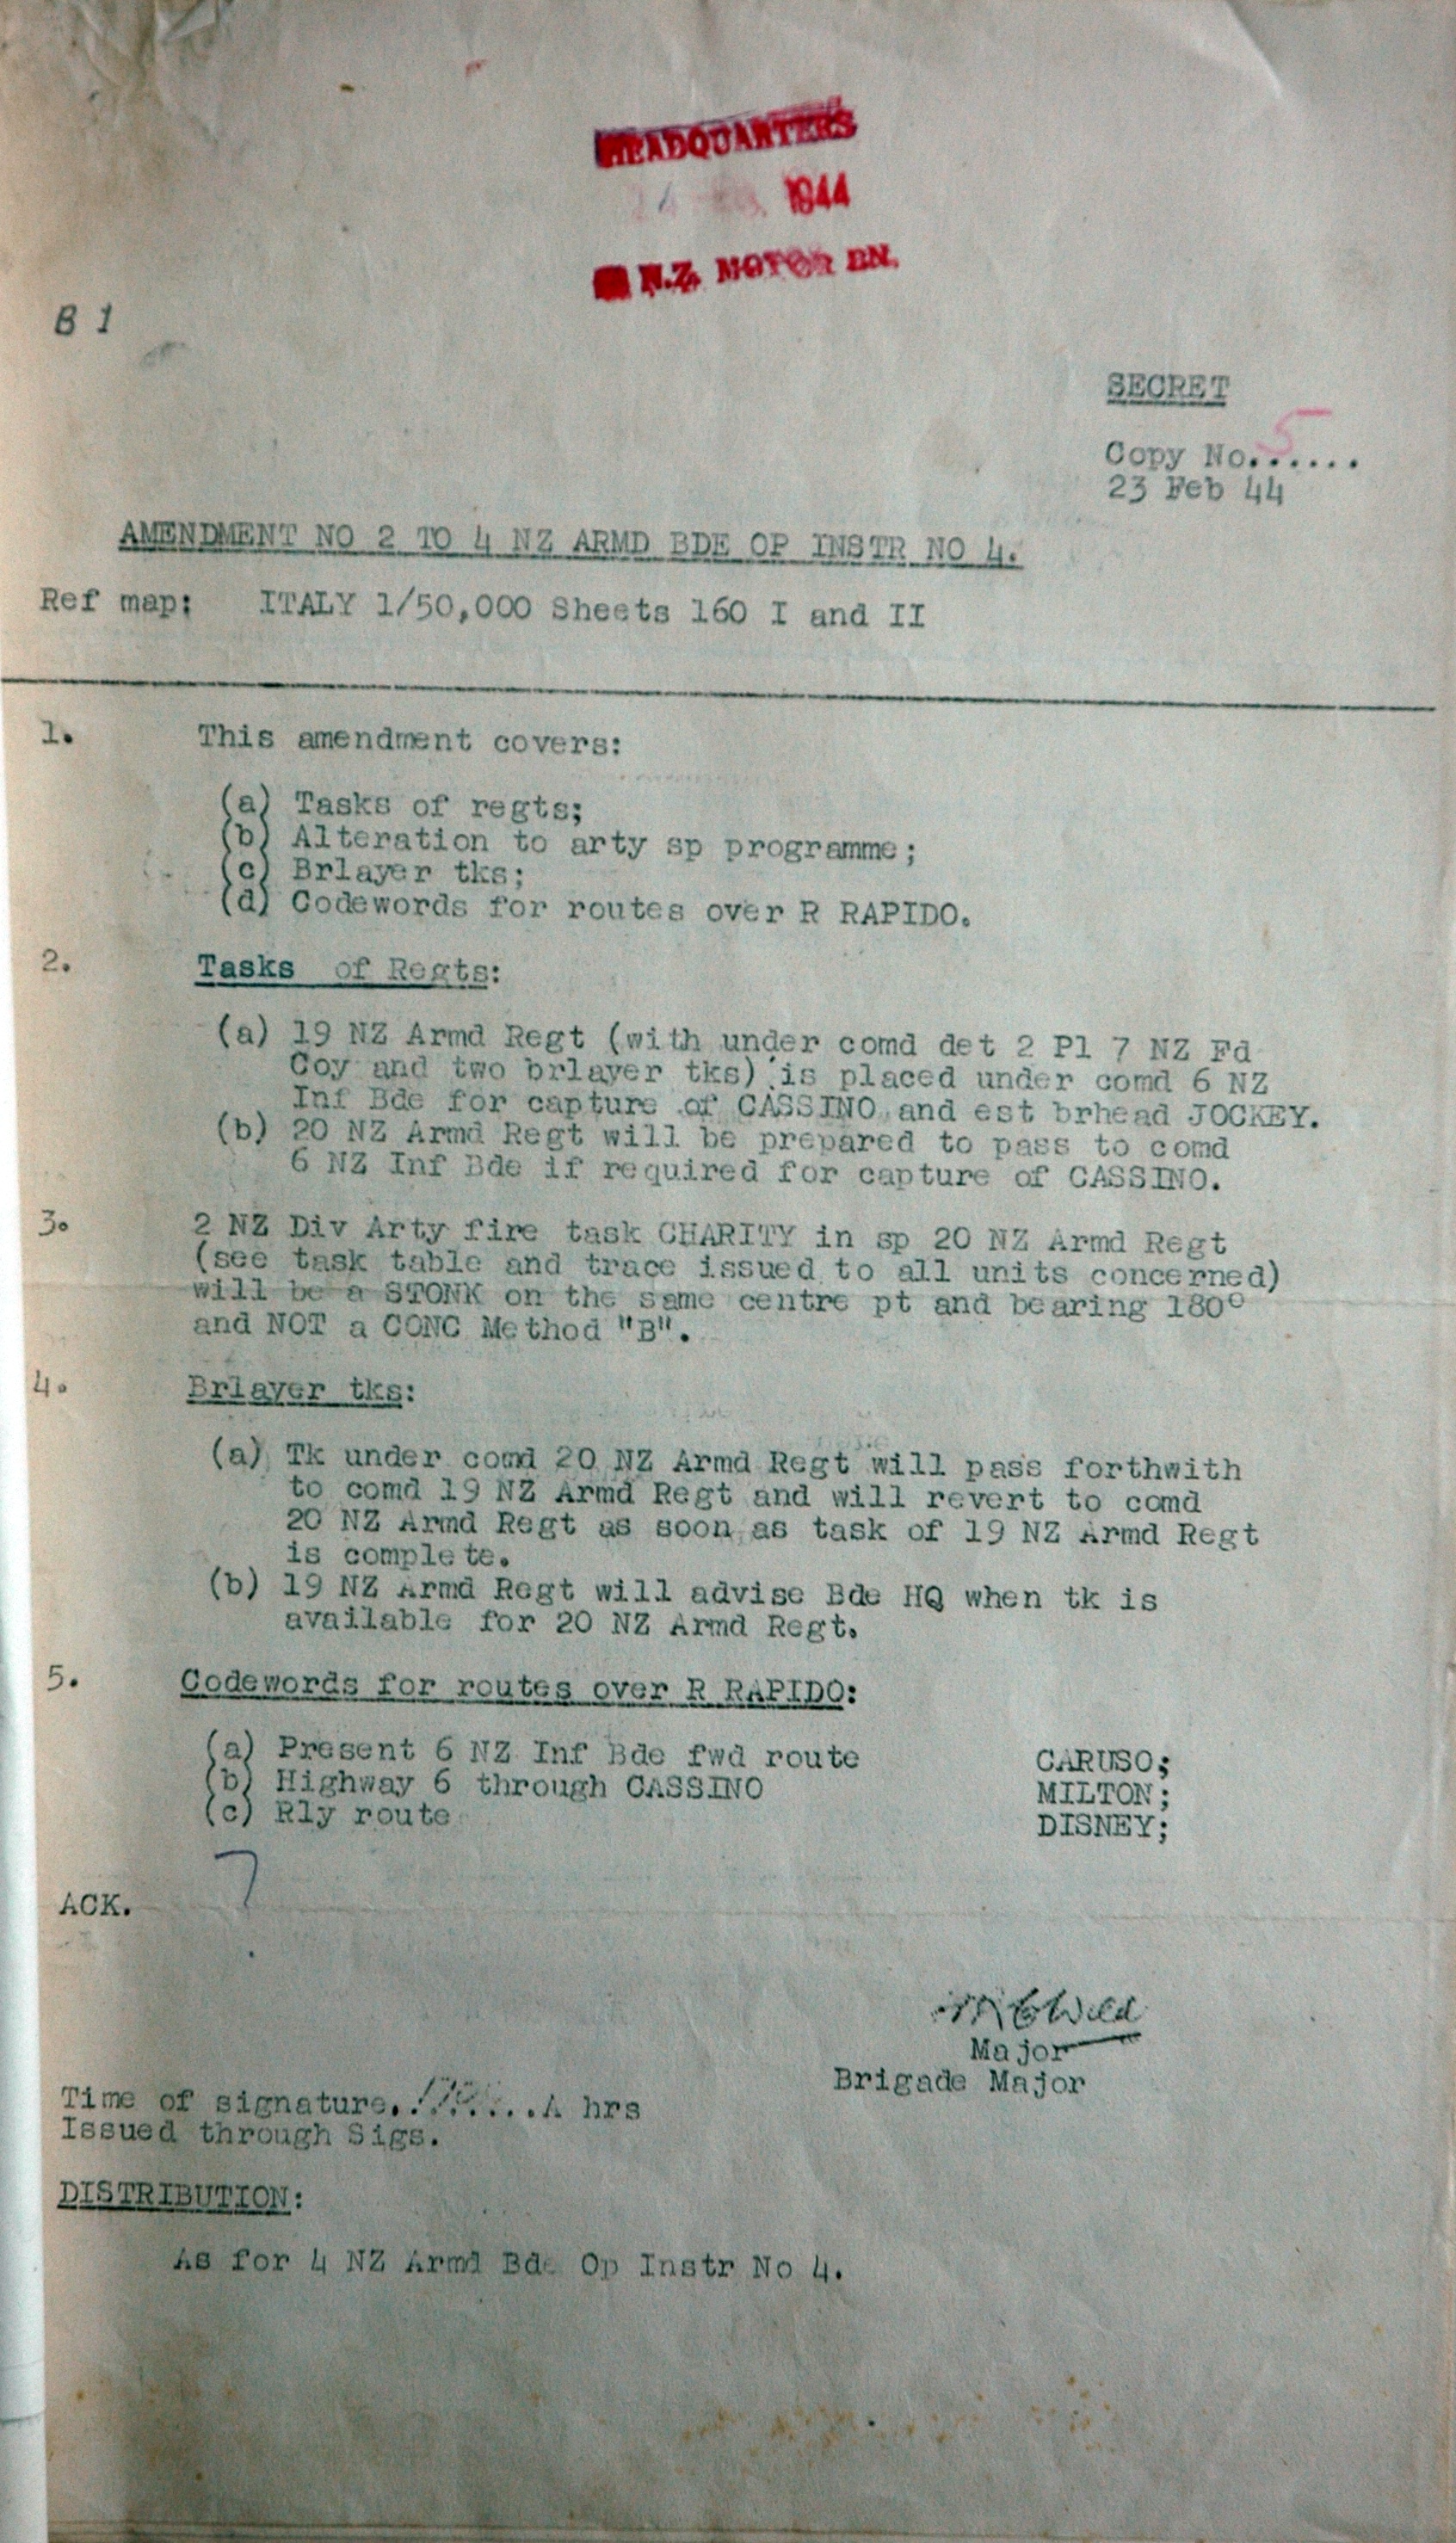 HEADQUARTERS
1944
N.Z. MOTOR BN.
B 1
SECRET
Copy No.5.....
23 Feb 44
AMENDMENT NO 2 TO 4 NZ ARMD BDE OP INSTR NO 4.
Ref map: ITALY 1/50,000 Sheets 160 I and II
1. This amendment covers:
(a) Tasks of regts;
(b) Alteration to arty sp programme;
(c) Brlayer tks;
(d) Codewords for routes over R RAPIDO.
2. Tasks of Regts:
(a) 19 NZ Armd Regt (with under comd det 2 Pl 7 NZ Fd
Coy and two brlayer tks) is placed under comd 6 NZ
Inf Bde for capture of CASSINO and est brhead JOCKEY.
(b) 20 NZ Armd Regt will be prepared to pass to comd
6 NZ Inf Bde if required for capture of CASSINO.
3. 2 NZ Div Arty fire task CHARITY in sp 20 NZ Armd Regt
(see task table and trace issued to all units concerned)
will be a STONK on the same centre pt and bearing 180°
and NOT a CONC Method "B".
4. Brlayer tks:
(a) Tk under comd 20 NZ Armd Regt will pass forthwith
to comd 19 NZ Armd Regt and will revert to comd
20 NZ Armd Regt as soon as task of 19 NZ Armd Regt
is complete.
(b) 19 NZ Armd Regt will advise Bde HQ when tk is
available for 20 NZ Armd Regt.
5. Codewords for routes over R RAPIDO:
(a) Present 6 NZ Inf Bde fwd route CARUSO;
(b) Highway 6 through CASSINO MILTON;
(c) Rly route DISNEY;
ACK.
Major
Brigade Major
Time of signature. ....... A hrs
Issued through Sigs.
DISTRIBUTION:
As for 4 NZ Armd Bde Op Instr No 4.